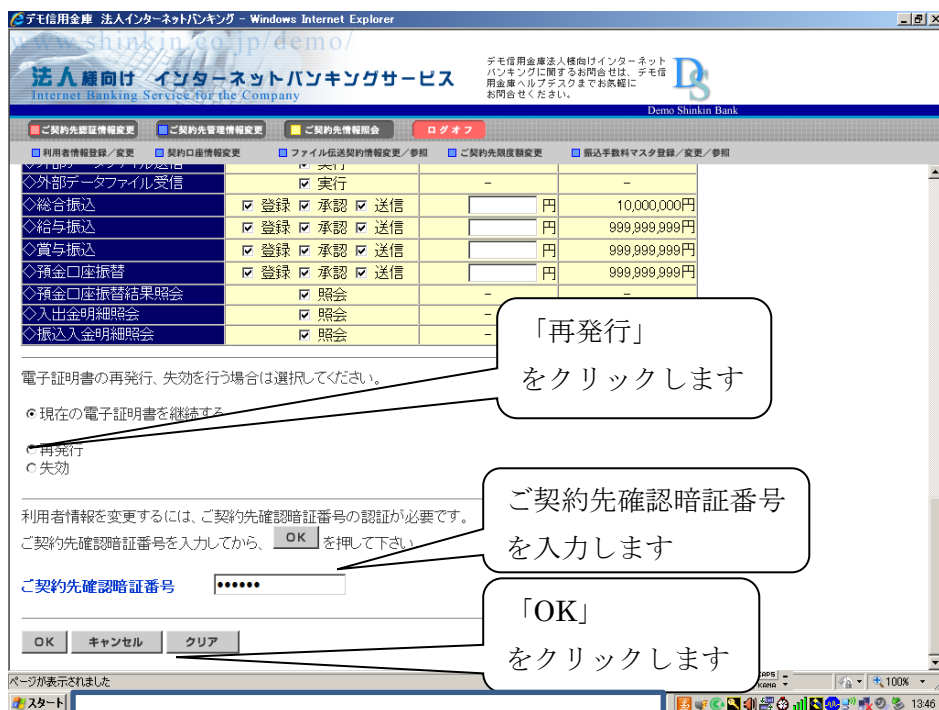 デモ信用金庫 法人インターネットバンキング - Windows Internet Explorer
www.shinkin.co.jp/demo/
法人様向け インターネットバンキングサービス
Internet Banking Service for the Company
デモ信用金庫法人様向けインターネット
バンキングに関するお問合せは、デモ信
用金庫ヘルプデスクまでお気軽に
お問合せください。
DS
Demo Shinkin Bank
ご契約先認証情報変更 ご契約先管理情報変更 ご契約先情報照会 ログオフ
利用者情報登録/変更 契約口座情報変更 ファイル伝送契約情報変更/参照 ご契約先限度額変更 振込手数料マスタ登録/変更/参照
◇外部データファイル送信 実行
◇外部データファイル受信 実行 - -
◇総合振込 登録 承認 送信 円 10,000,000円
◇給与振込 登録 承認 送信 円 999,999,999円
◇賞与振込 登録 承認 送信 円 999,999,999円
◇預金口座振替 登録 承認 送信 円 999,999,999円
◇預金口座振替結果照会 照会 - -
◇入出金明細照会 照会 -
◇振込入金明細照会 照会 -
「再発行」
をクリックします
電子証明書の再発行、失効を行う場合は選択してください。
現在の電子証明書を継続する
再発行
失効
ご契約先確認暗証番号
を入力します
利用者情報を変更するには、ご契約先確認暗証番号の認証が必要です。
ご契約先確認暗証番号を入力してから、 OK を押して下さい
ご契約先確認暗証番号 ••••••
「OK」
をクリックします
OK キャンセル クリア
ページが表示されました
CAPS
KANA
100%
スタート
13:46